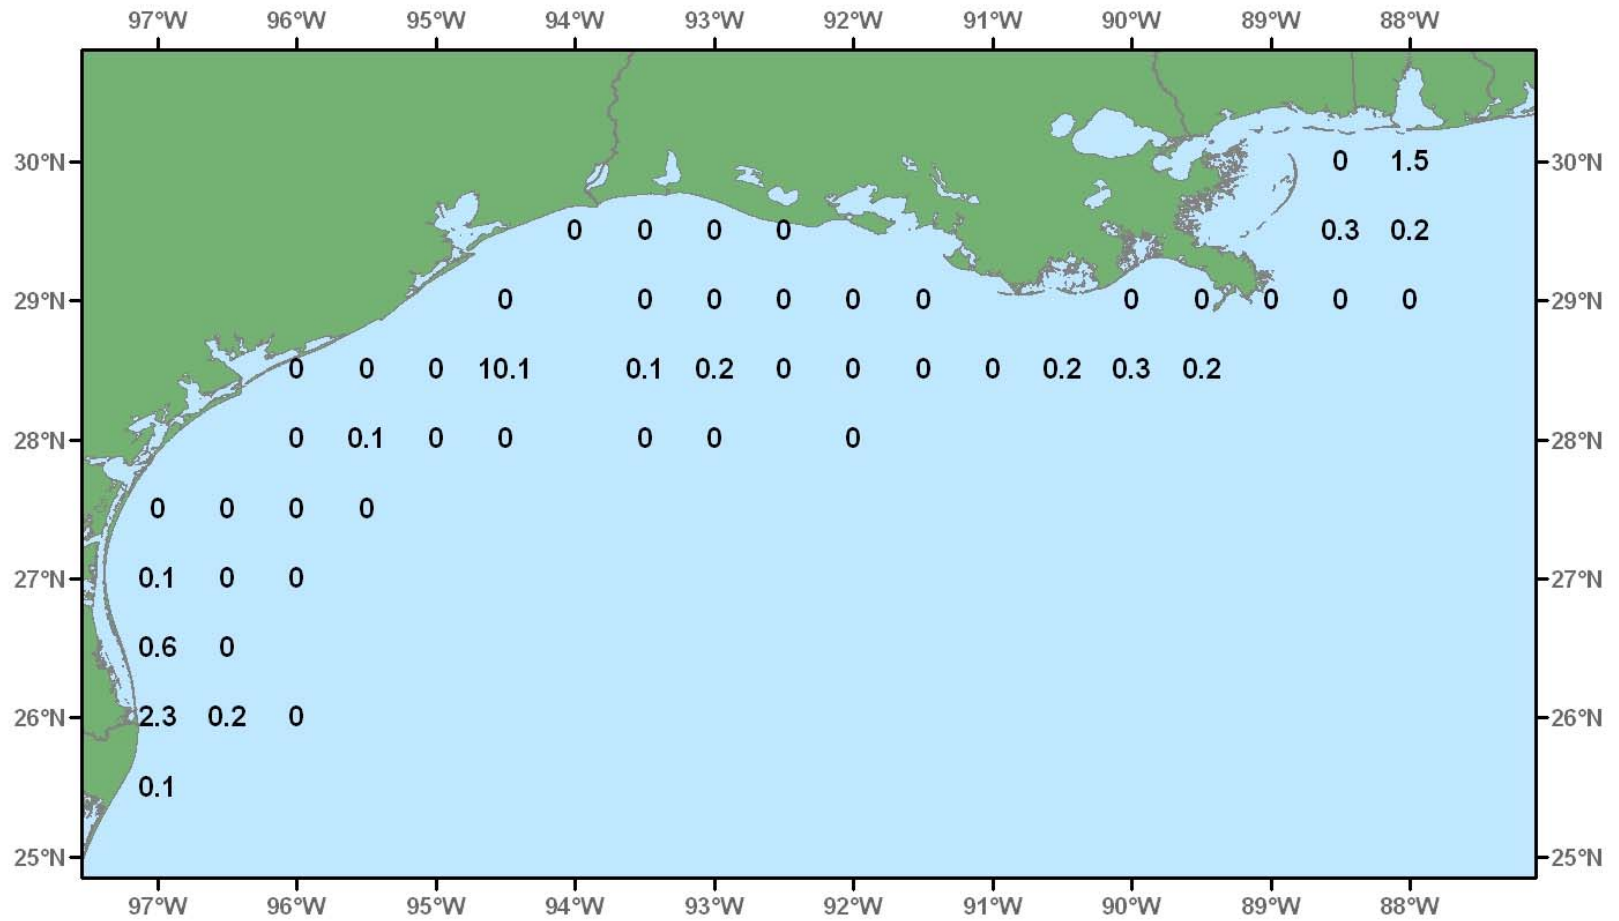 97°W 96°W 95°W 94°W 93°W 92°W 91°W 90°W 89°W 88°W
30°N 0 1.5 30°N
0 0 0 0 0.3 0.2
29°N 0 0 0 0 0 0 0 0 0 0 0 29°N
0 0 0 10.1 0.1 0.2 0 0 0 0 0.2 0.3 0.2
28°N 0 0.1 0 0 0 0 0 28°N
0 0 0 0
27°N 0.1 0 0 27°N
0.6 0
26°N 2.3 0.2 0 26°N
0.1
25°N 25°N
97°W 96°W 95°W 94°W 93°W 92°W 91°W 90°W 89°W 88°W